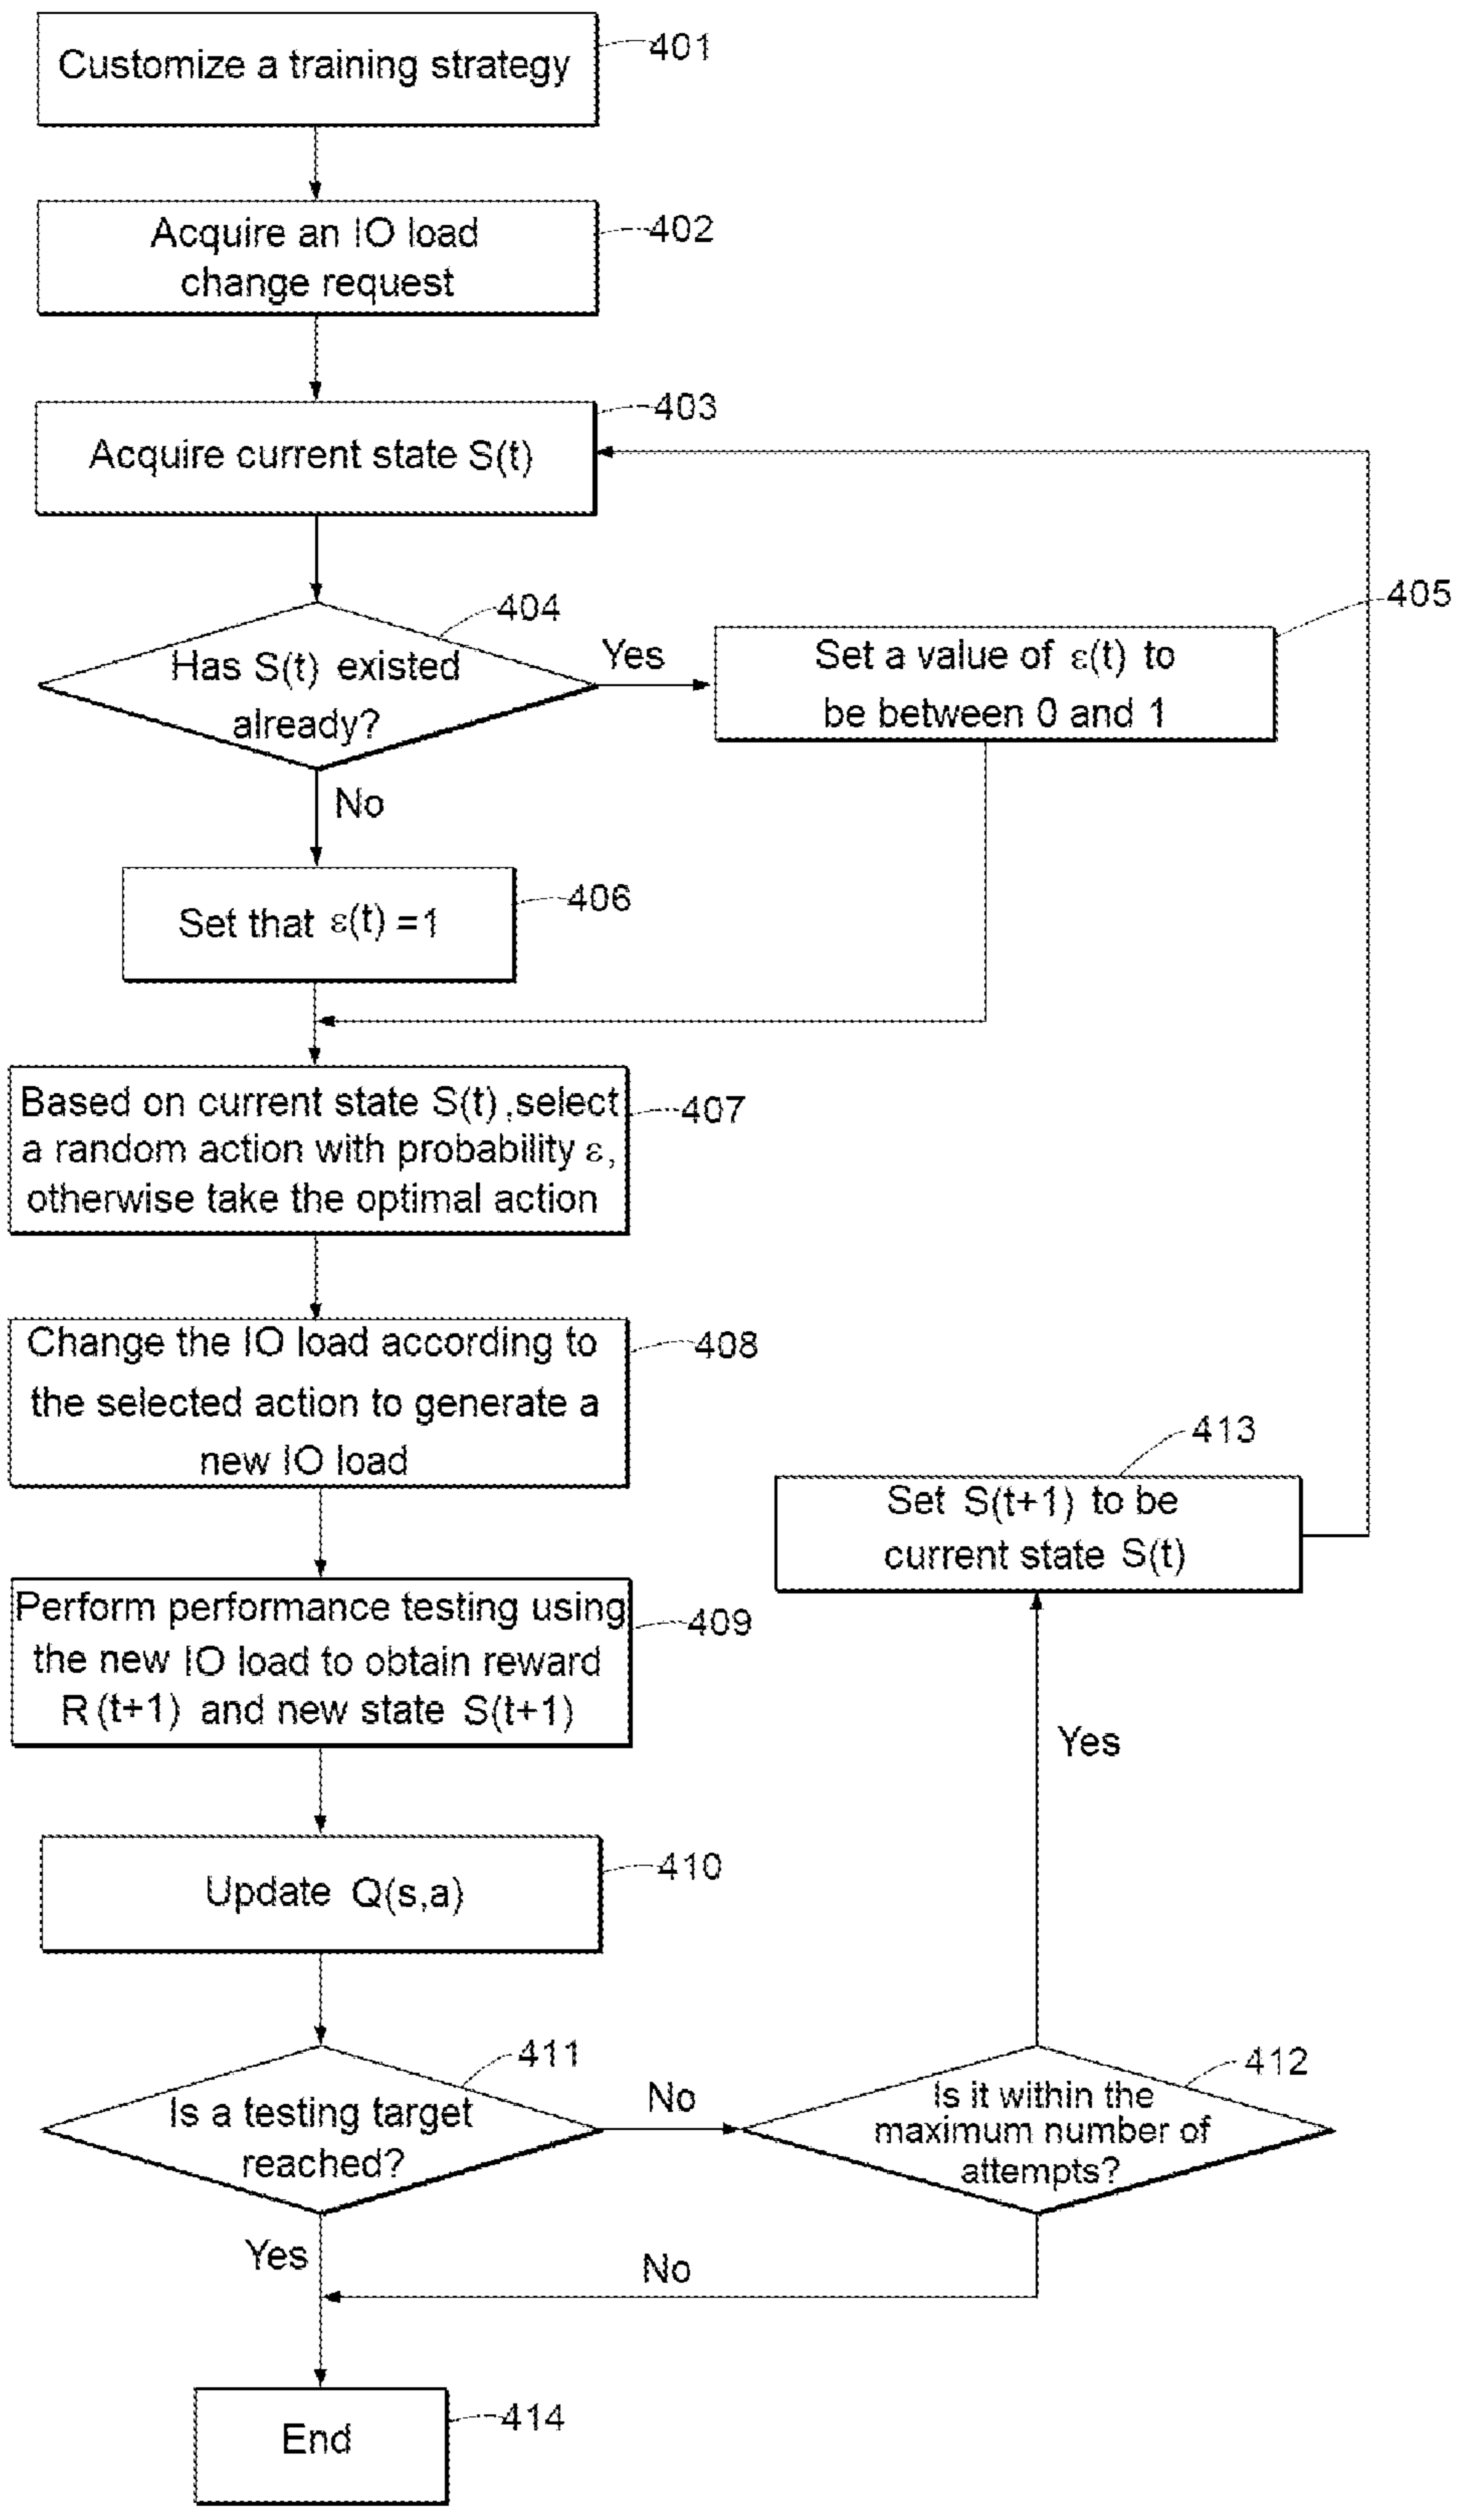 Customize a training strategy
401
Acquire an IO load
change request
402
Acquire current state S(t)
403
Has S(t) existed
already?
404
Yes
Set a value of ε(t) to
be between 0 and 1
405
No
Set that ε(t) =1
406
Based on current state S(t) ,select
a random action with probability ε,
otherwise take the optimal action
407
Change the IO load according to
the selected action to generate a
new IO load
408
Set S(t+1) to be
current state S(t)
413
Perform performance testing using
the new IO load to obtain reward
R(t+1) and new state S(t+1)
409
Yes
Update Q(s,a)
410
Is a testing target
reached?
411
No
Is it within the
maximum number of
attempts?
412
Yes
No
End
414